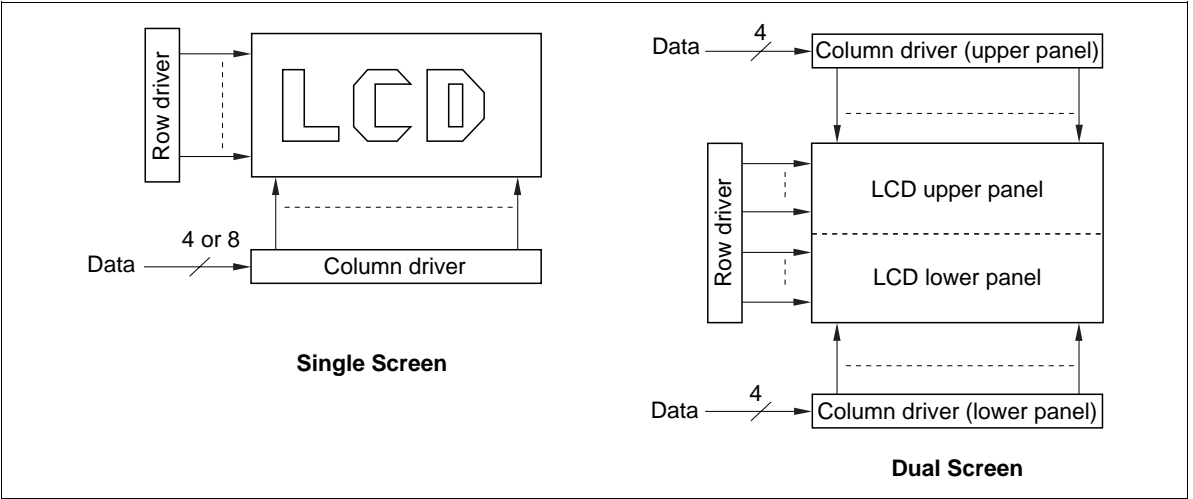 Row driver
LCD
4 or 8
Data
Column driver
Single Screen
4
Data
Column driver (upper panel)
Row driver
LCD upper panel
LCD lower panel
4
Data
Column driver (lower panel)
Dual Screen